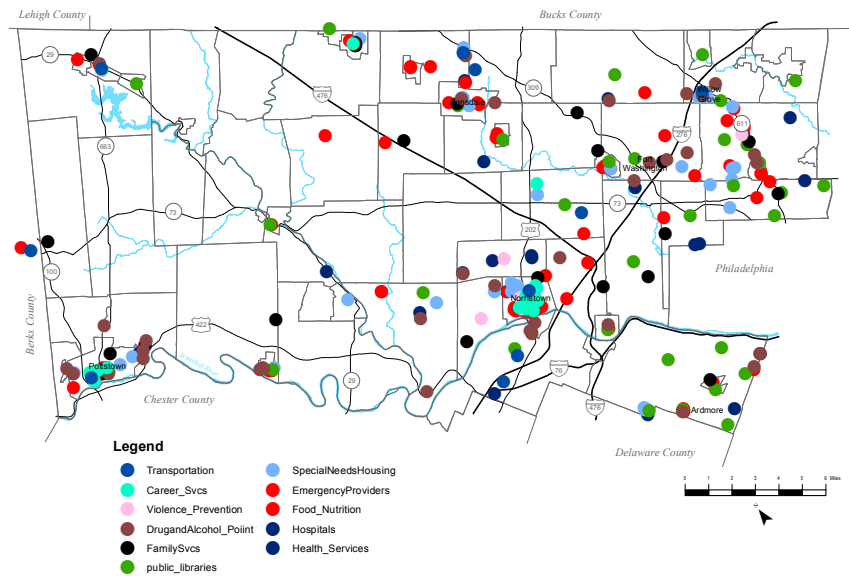 Lehigh County
Bucks County
29
476
309
Lansdale
Willow
Grove
611
276
663
Fort
Washington
73
73
202
100
Norristown
Philadelphia
Berks County
422
Schuylkill River
Pottstown
76
29
476
Chester County
Ardmore
Delaware County
Legend
Transportation
Career_Svcs
Violence_Prevention
DrugandAlcohol_Poiint
FamilySvcs
public_libraries
SpecialNeedsHousing
EmergencyProviders
Food_Nutrition
Hospitals
Health_Services
0 1 2 3 4 5 6 Miles